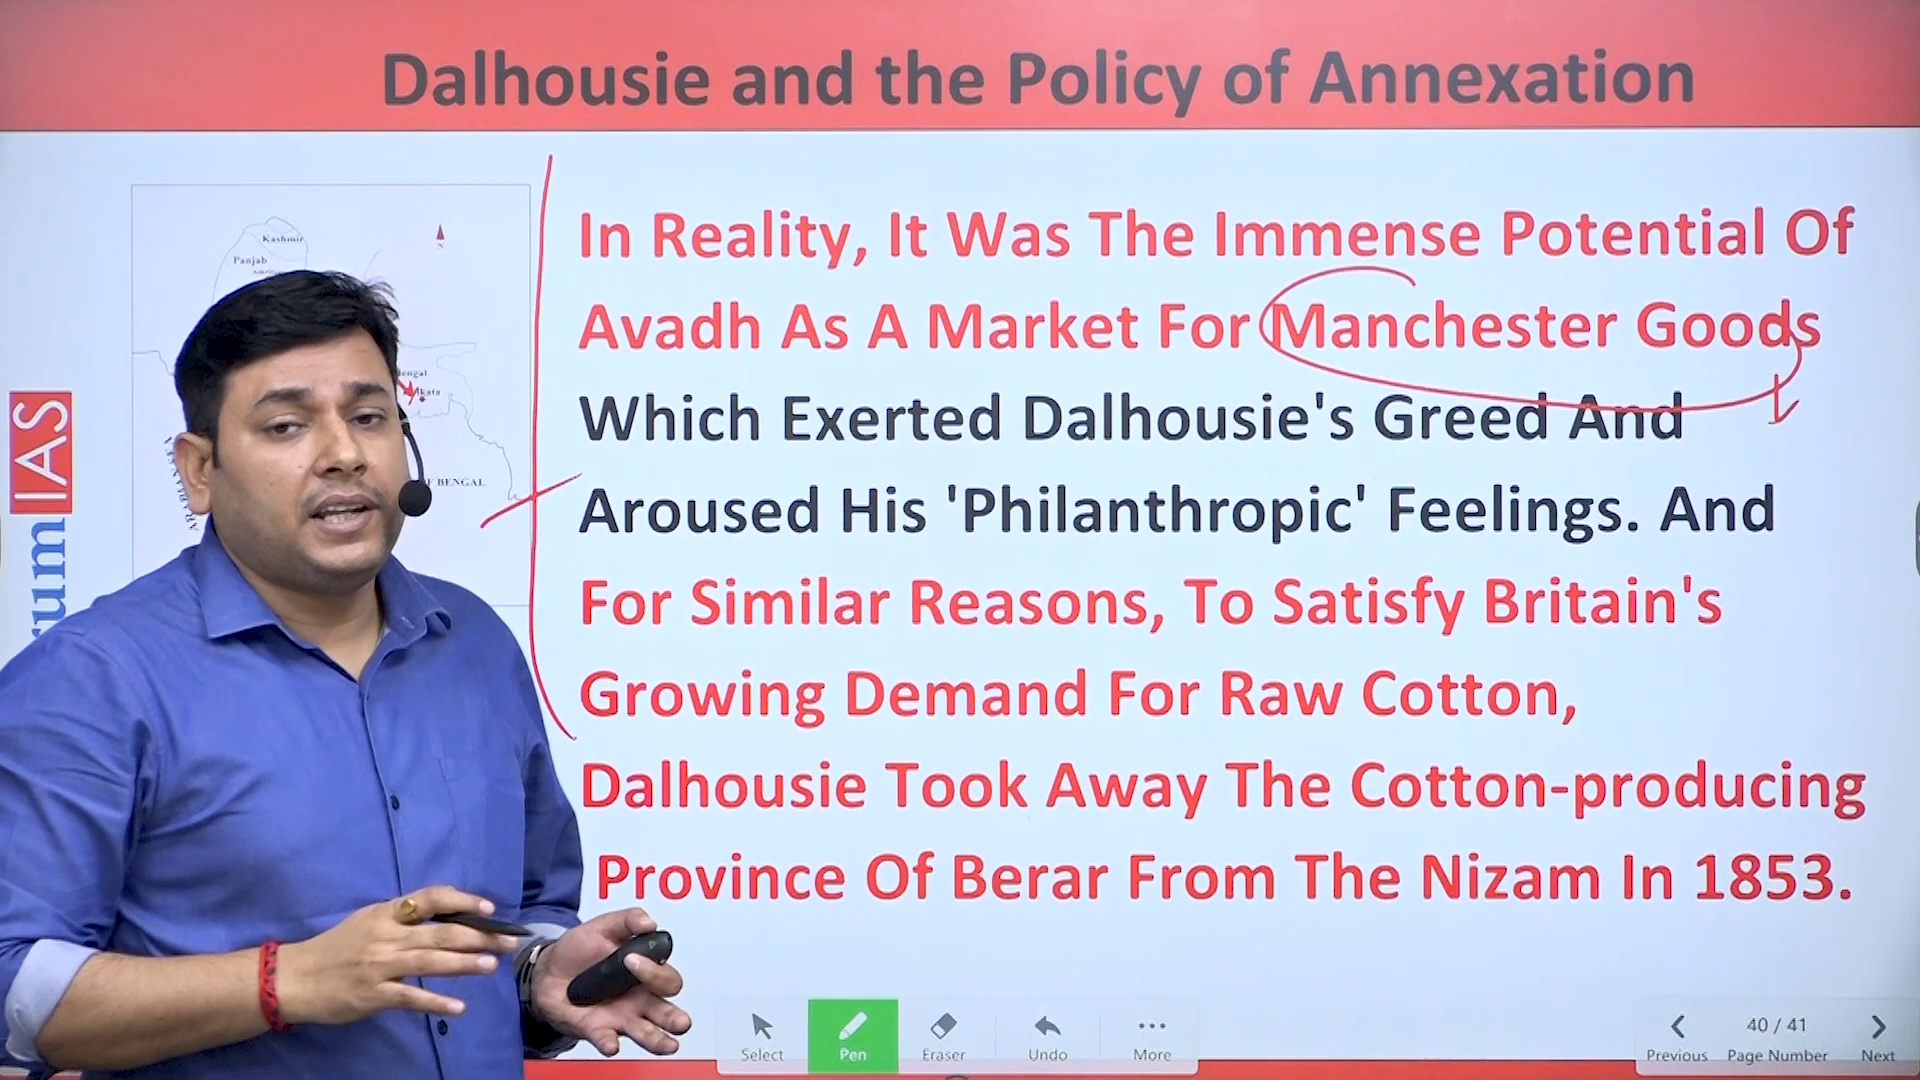 Dalhousie and the Policy of Annexation
Kashmir
Panjab
In Reality, It Was The Immense Potential Of
Avadh As A Market For Manchester Goods
Which Exerted Dalhousie's Greed And
Aroused His 'Philanthropic' Feelings. And
For Similar Reasons, To Satisfy Britain's
Growing Demand For Raw Cotton,
Dalhousie Took Away The Cotton-producing
Province Of Berar From The Nizam In 1853.
BENGAL
IAS
Select
Pen
Eraser
Undo
More
Previous
40 / 41
Page Number
Next